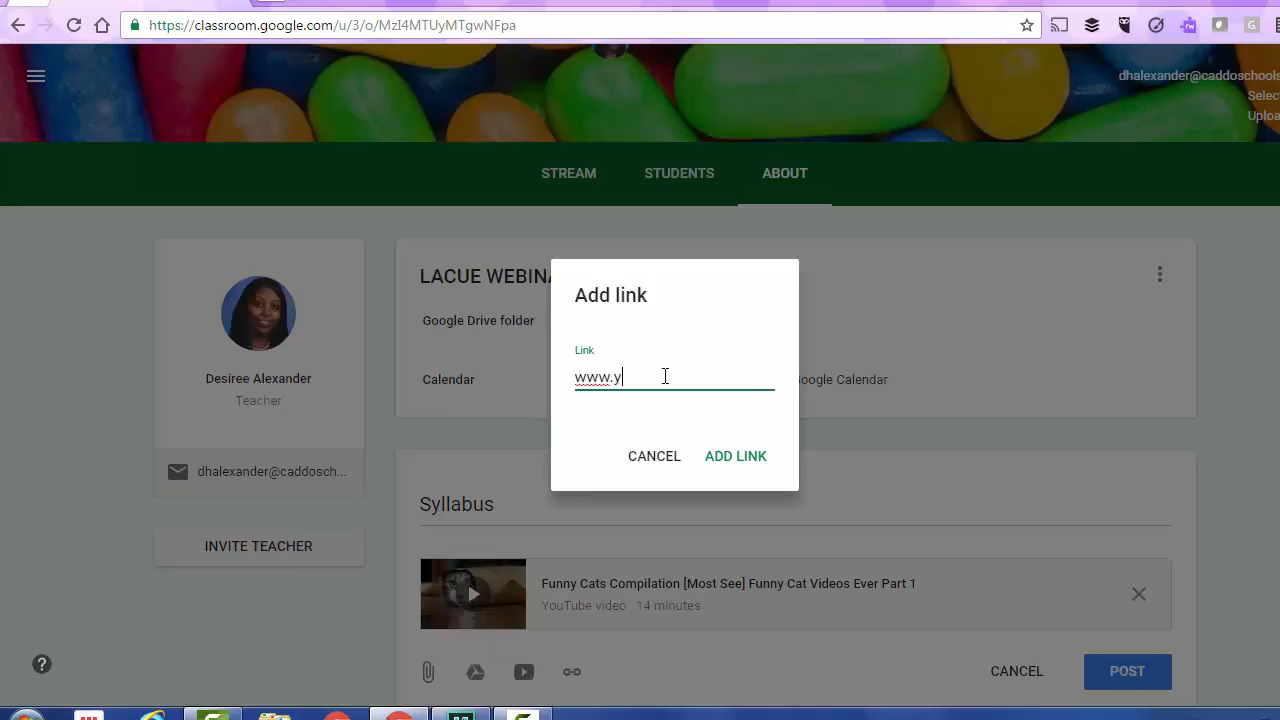 https://classroom.google.com/u/3/o/MzI4MTUyMTgwNFpa
dhalexander@caddoschools
Select
Uploa
STREAM
STUDENTS
ABOUT
Desiree Alexander
Teacher
dhalexander@caddosch...
INVITE TEACHER
LACUE WEBINA
Google Drive folder
Calendar
oogle Calendar
Add link
Link
www.y
CANCEL
ADD LINK
Syllabus
Funny Cats Compilation [Most See] Funny Cat Videos Ever Part 1
YouTube video 14 minutes
CANCEL
POST